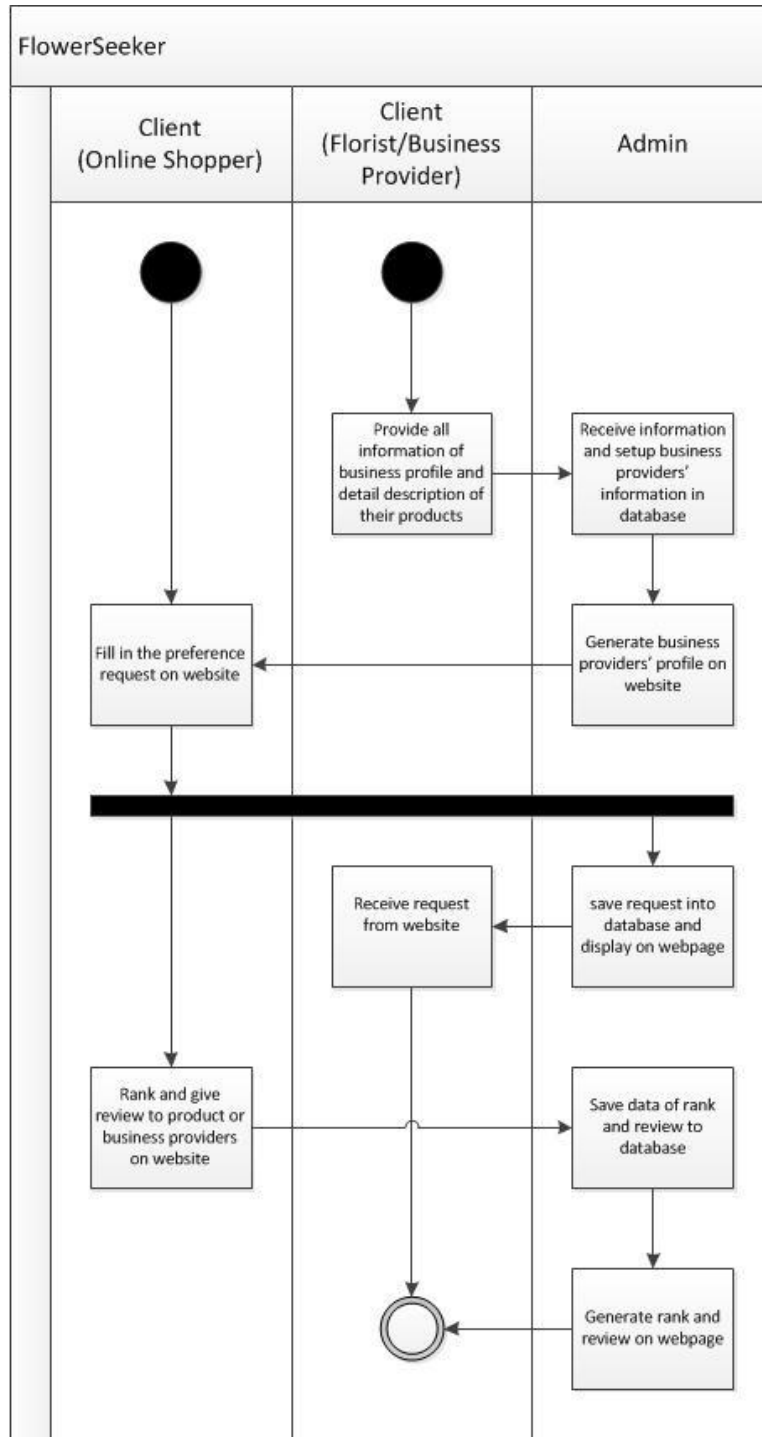 FlowerSeeker
Client
(Online Shopper)
Client
(Florist/Business
Provider)
Admin
Provide all
information of
business profile and
detail description of
their products
Receive information
and setup business
providers'
information in
database
Fill in the preference
request on website
Generate business
providers' profile on
website
Receive request
from website
save request into
database and
display on webpage
Rank and give
review to product or
business providers
on website
Save data of rank
and review to
database
Generate rank and
review on webpage